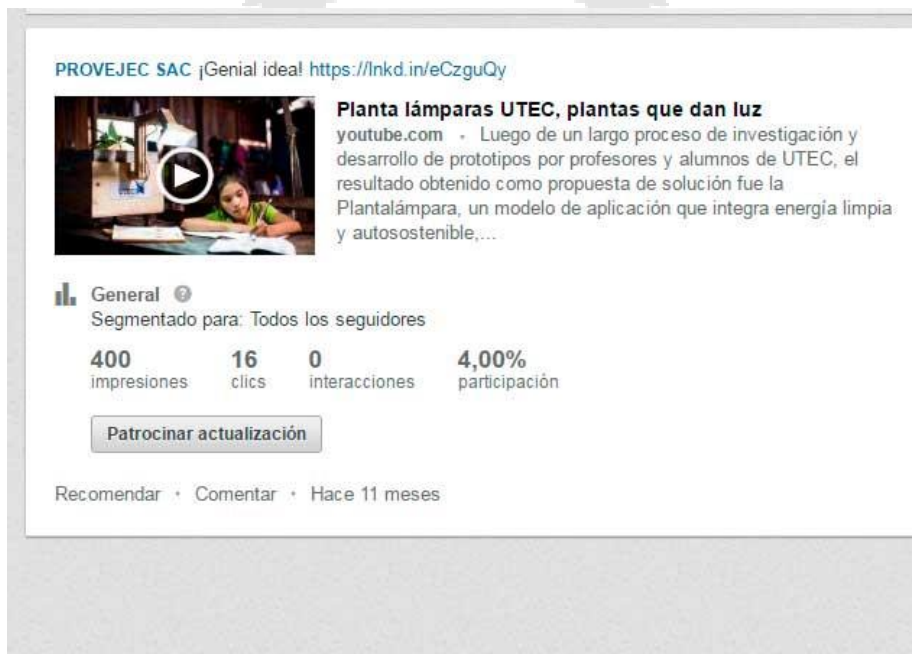 PROVEJEC SAC ¡Genial idea! https://lnkd.in/eCzguQy
Planta lámparas UTEC, plantas que dan luz
youtube.com • Luego de un largo proceso de investigación y
desarrollo de prototipos por profesores y alumnos de UTEC, el
resultado obtenido como propuesta de solución fue la
Plantalámpara, un modelo de aplicación que integra energía limpia
y autosostenible,...
General ?
Segmentado para: Todos los seguidores
400 16 0 4,00%
impresiones clics interacciones participación
Patrocinar actualización
Recomendar • Comentar • Hace 11 meses